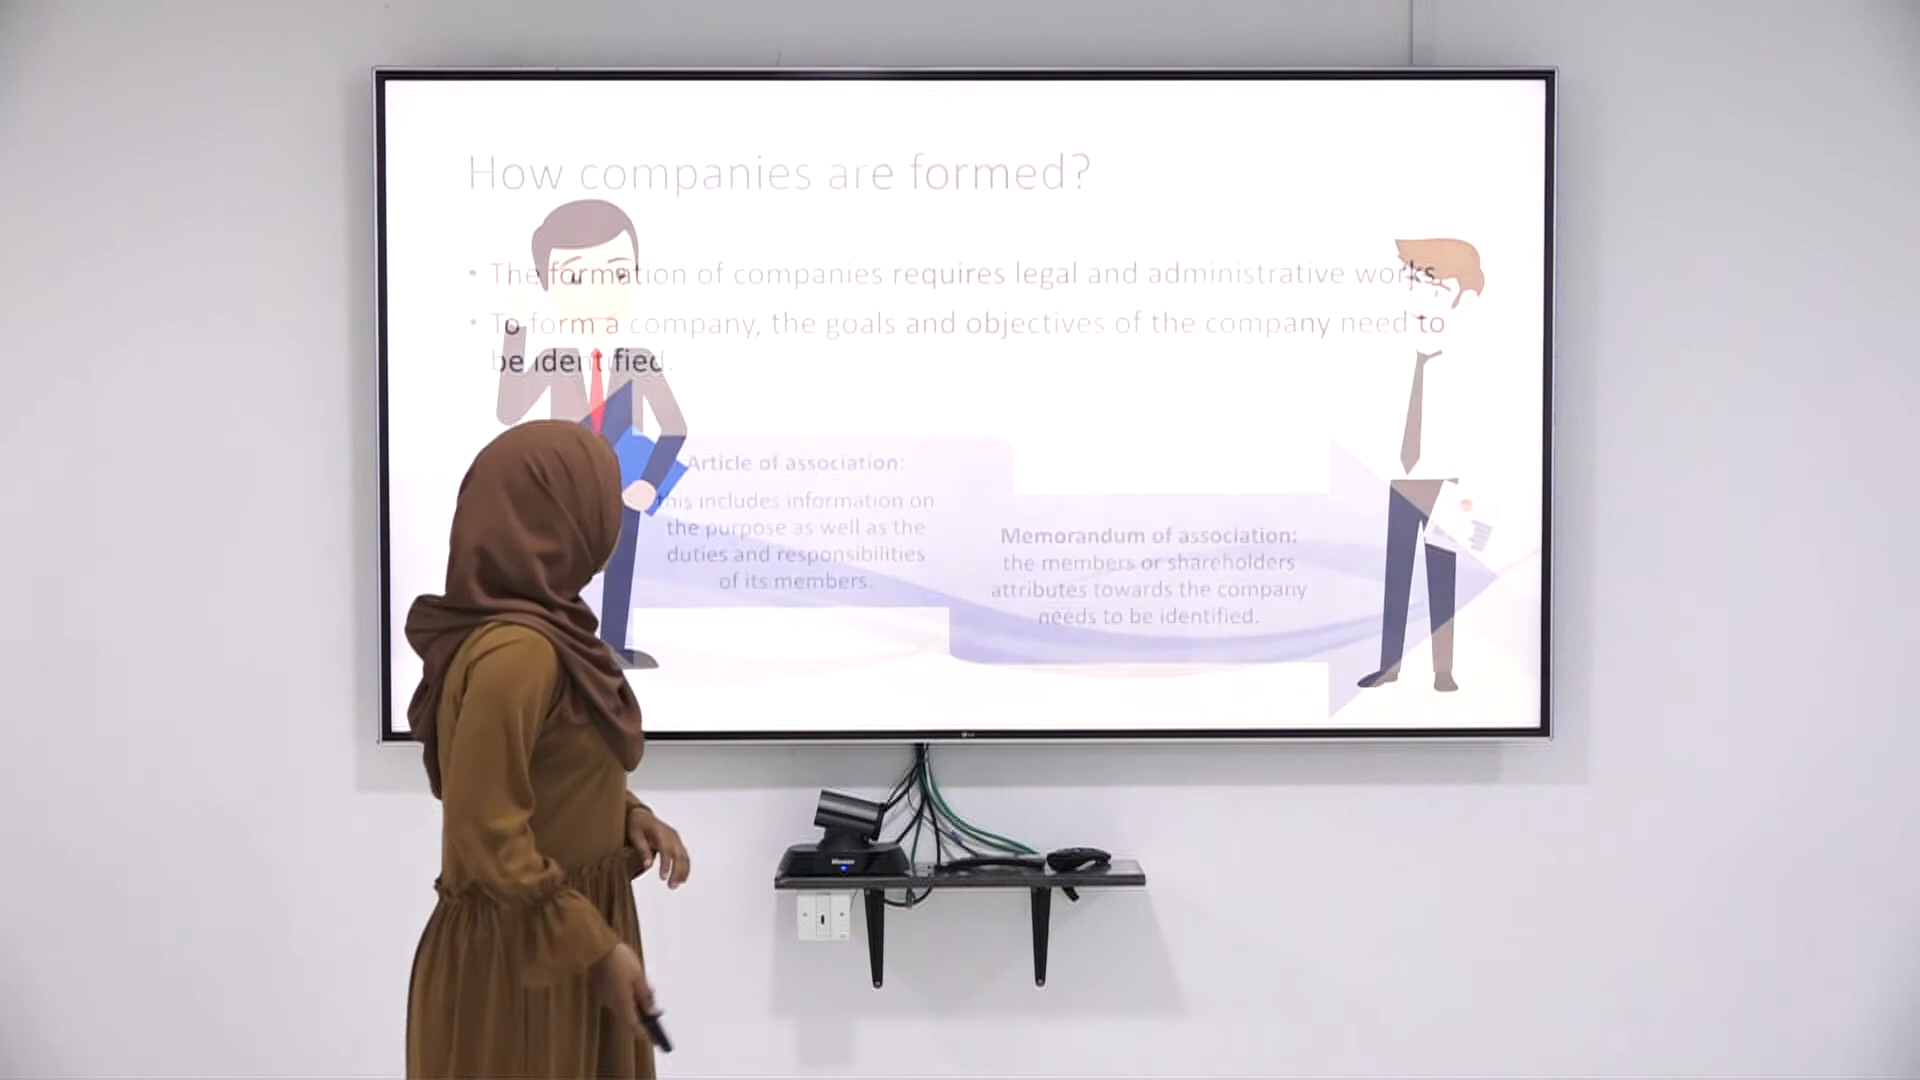 How companies are formed?
• The formation of companies requires legal and administrative works.
• To form a company, the goals and objectives of the company need to
be identified.
Article of association:
this includes information on
the purpose as well as the
duties and responsibilities
of its members.
Memorandum of association:
the members or shareholders
attributes towards the company
needs to be identified.
LG